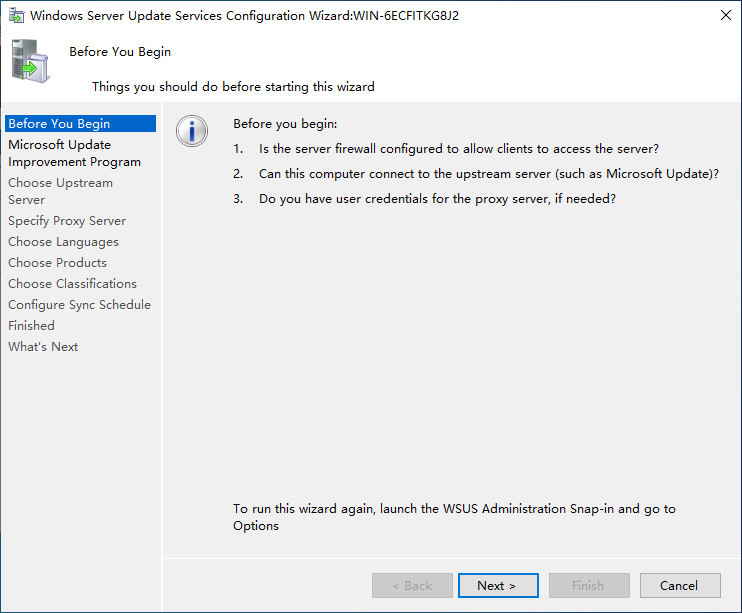 Windows Server Update Services Configuration Wizard:WIN-6ECFITKG8J2
Before You Begin
Things you should do before starting this wizard
Before You Begin
Microsoft Update
Improvement Program
Choose Upstream
Server
Specify Proxy Server
Choose Languages
Choose Products
Choose Classifications
Configure Sync Schedule
Finished
What's Next
Before you begin:
1. Is the server firewall configured to allow clients to access the server?
2. Can this computer connect to the upstream server (such as Microsoft Update)?
3. Do you have user credentials for the proxy server, if needed?
To run this wizard again, launch the WSUS Administration Snap-in and go to
Options
< Back
Next >
Finish
Cancel